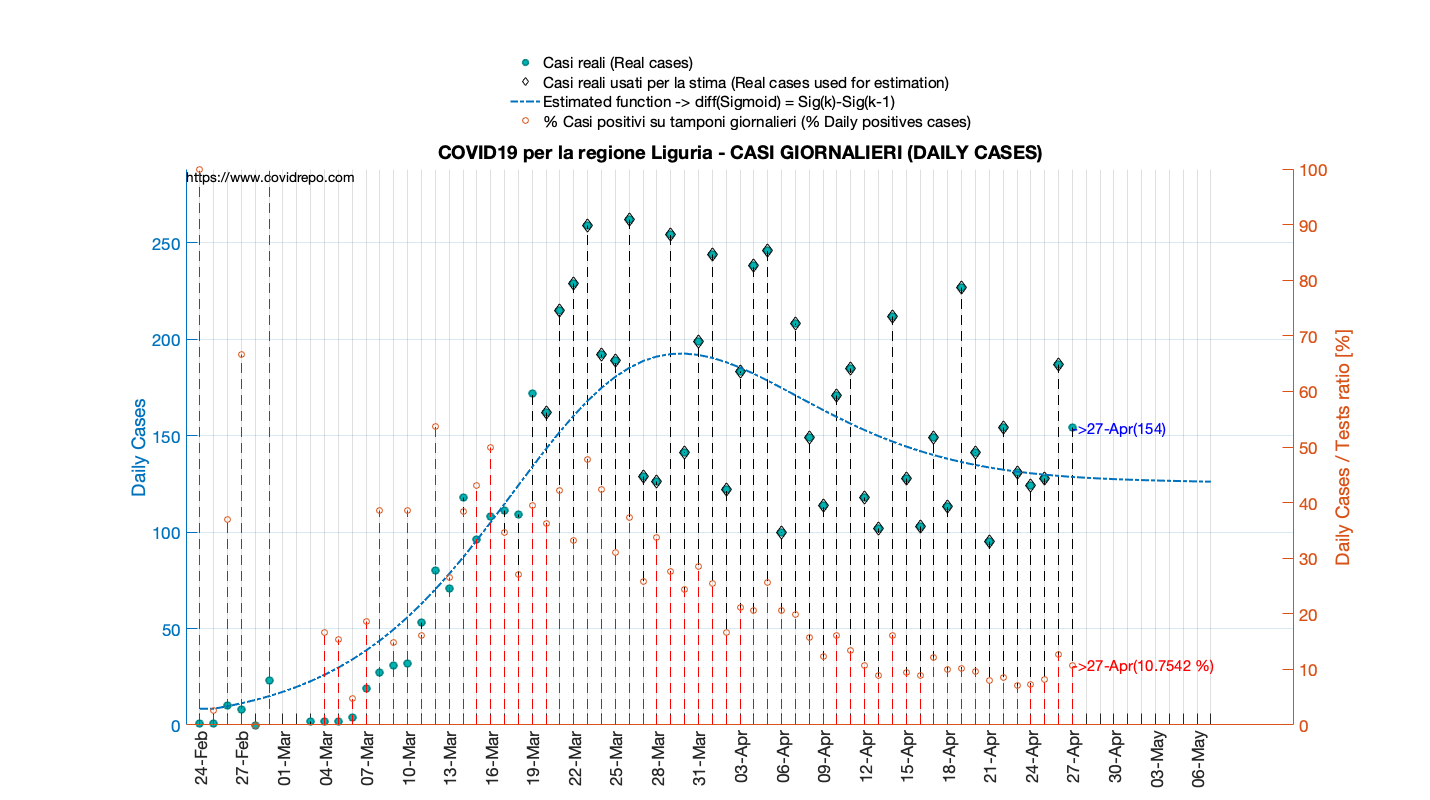 Casi reali (Real cases)
Casi reali usati per la stima (Real cases used for estimation)
Estimated function -> diff(Sigmoid) = Sig(k)-Sig(k-1)
% Casi positivi su tamponi giornalieri (% Daily positives cases)
COVID19 per la regione Liguria - CASI GIORNALIERI (DAILY CASES)
https://www.covidrepo.com
Daily Cases
250
200
150
100
50
0
100
90
80
70
60
50
40
30
20
10
0
Daily Cases / Tests ratio [%]
->27-Apr(154)
->27-Apr(10.7542 %)
24-Feb
27-Feb
01-Mar
04-Mar
07-Mar
10-Mar
13-Mar
16-Mar
19-Mar
22-Mar
25-Mar
28-Mar
31-Mar
03-Apr
06-Apr
09-Apr
12-Apr
15-Apr
18-Apr
21-Apr
24-Apr
27-Apr
30-Apr
03-May
06-May